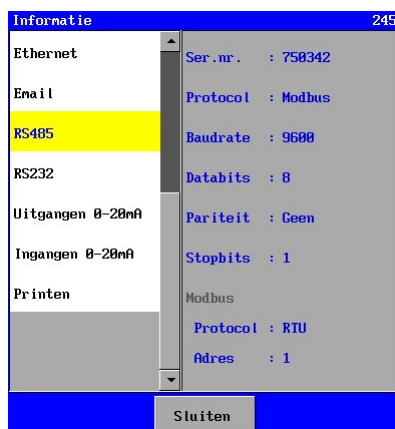 Informatie 245
Ethernet
Email
RS485
RS232
Uitgangen 0-20mA
Ingangen 0-20mA
Printen
Ser.nr. : 750342
Protocol : Modbus
Baudrate : 9600
Databits : 8
Pariteit : Geen
Stopbits : 1
Modbus
Protocol : RTU
Adres : 1
Sluiten